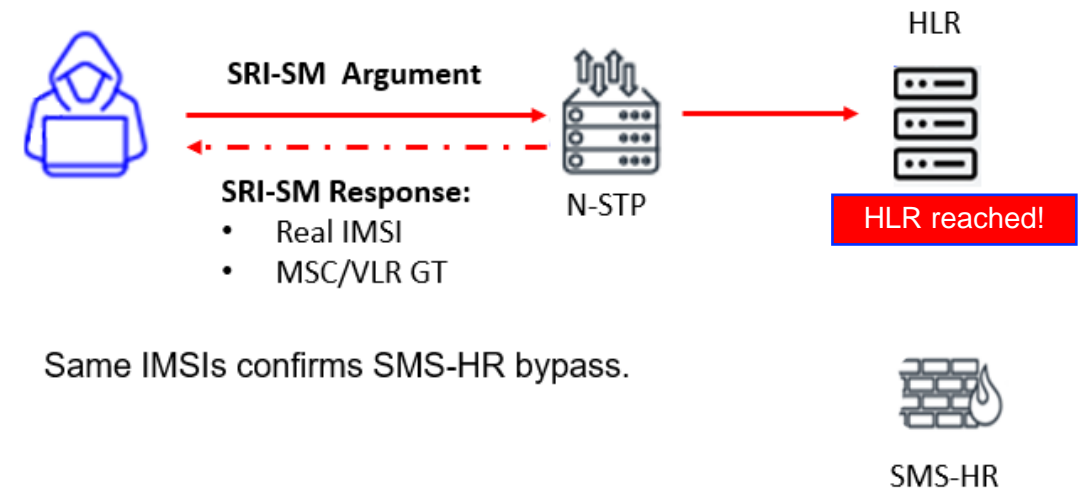 HLR
SRI-SM Argument
SRI-SM Response:
• Real IMSI
• MSC/VLR GT
N-STP
HLR reached!
Same IMSIs confirms SMS-HR bypass.
SMS-HR